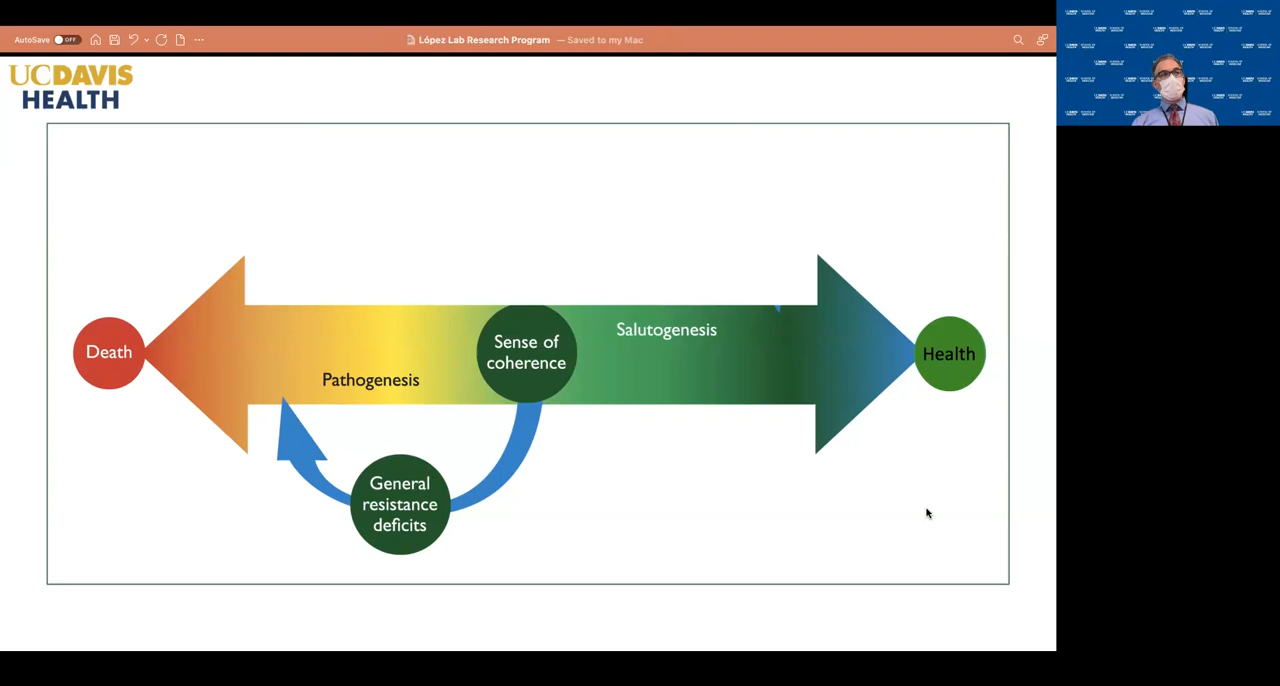 AutoSave OFF
López Lab Research Program — Saved to my Mac
UC DAVIS
HEALTH
Death
Pathogenesis
Sense of
coherence
Salutogenesis
Health
General
resistance
deficits